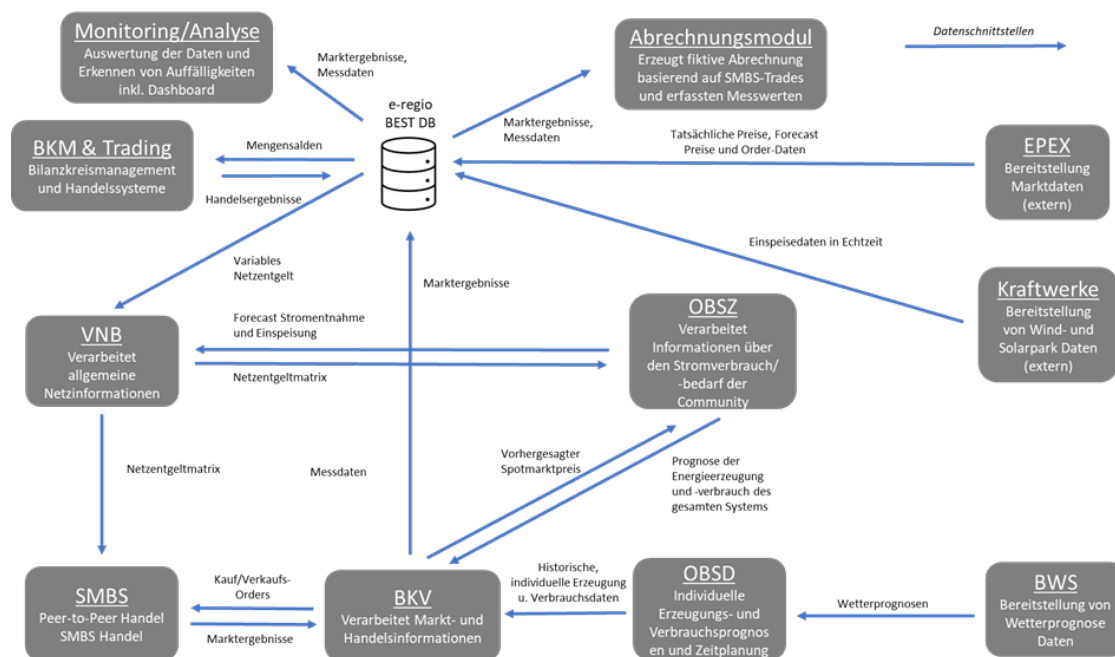 Monitoring/Analyse
Auswertung der Daten und
Erkennen von Auffälligkeiten
inkl. Dashboard
Marktergebnisse,
Messdaten
e-regio
BEST DB
Abrechnungsmodul
Erzeugt fiktive Abrechnung
basierend auf SMBS-Trades
und erfassten Messwerten
Datenschnittstellen
BKM & Trading
Bilanzkreismanagement
und Handelssysteme
Mengensalden
Handelsergebnisse
Marktergebnisse,
Messdaten
Tatsächliche Preise, Forecast
Preise und Order-Daten
EPEX
Bereitstellung
Marktdaten
(extern)
Variables
Netzentgelt
Marktergebnisse
Einspeisedaten in Echtzeit
Kraftwerke
Bereitstellung
von Wind- und
Solarpark Daten
(extern)
VNB
Verarbeitet
allgemeine
Netzinformationen
Forecast Stromentnahme
und Einspeisung
Netzentgeltmatrix
OBSZ
Verarbeitet
Informationen über
den Stromverbrauch/
-bedarf der
Community
Netzentgeltmatrix
Messdaten
Vorhergesagter
Spotmarktpreis
Prognose der
Energieerzeugung
und -verbrauch des
gesamten Systems
SMBS
Peer-to-Peer Handel
SMBS Handel
Kauf/Verkaufs-
Orders
Marktergebnisse
BKV
Verarbeitet Markt- und
Handelsinformationen
Historische,
individuelle Erzeugung
u. Verbrauchsdaten
OBSD
Individuelle
Erzeugungs- und
Verbrauchsprognos
en und Zeitplanung
Wetterprognosen
BWS
Bereitstellung von
Wetterprognose
Daten